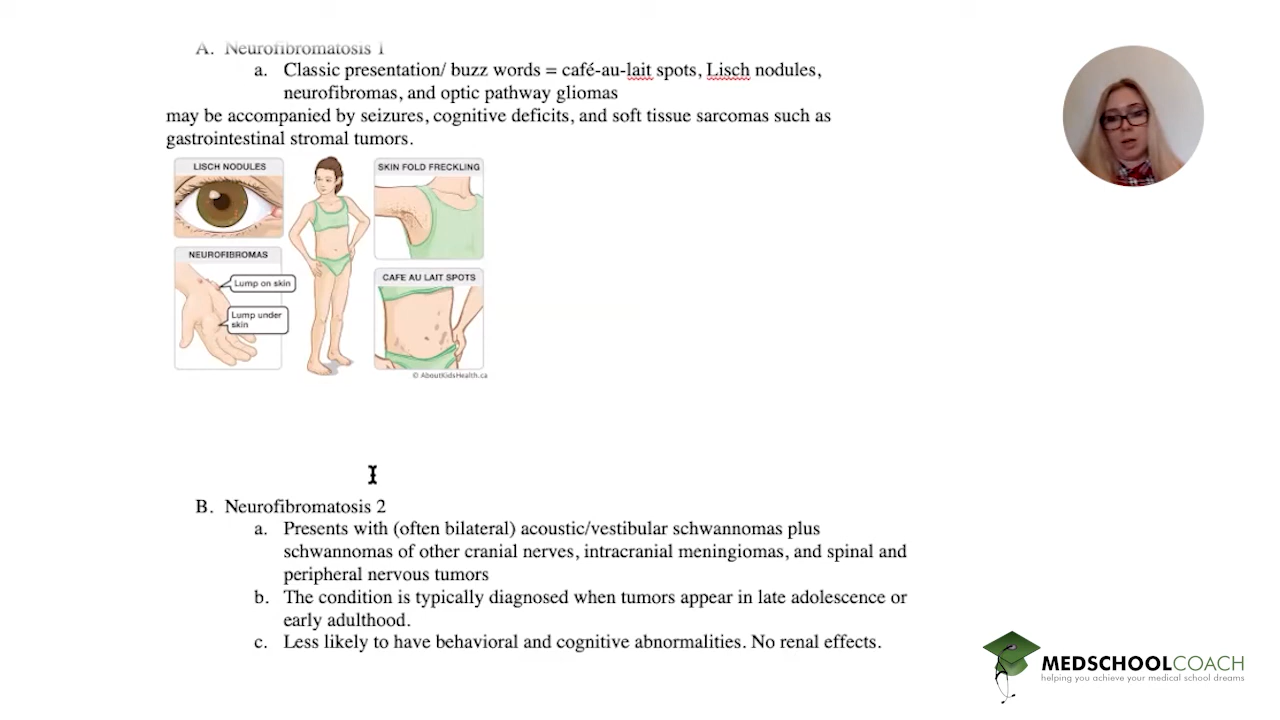 A. Neurofibromatosis 1
a. Classic presentation/ buzz words = café-au-lait spots, Lisch nodules,
neurofibromas, and optic pathway gliomas
may be accompanied by seizures, cognitive deficits, and soft tissue sarcomas such as
gastrointestinal stromal tumors.
LISCH NODULES
SKIN FOLD FRECKLING
NEUROFIBROMAS
Lump on skin
Lump under
skin
CAFE AU LAIT SPOTS
© AboutKidsHealth.ca
B. Neurofibromatosis 2
a. Presents with (often bilateral) acoustic/vestibular schwannomas plus
schwannomas of other cranial nerves, intracranial meningiomas, and spinal and
peripheral nervous tumors
b. The condition is typically diagnosed when tumors appear in late adolescence or
early adulthood.
c. Less likely to have behavioral and cognitive abnormalities. No renal effects.
MEDSCHOOLCOACH
helping you achieve your medical school dreams